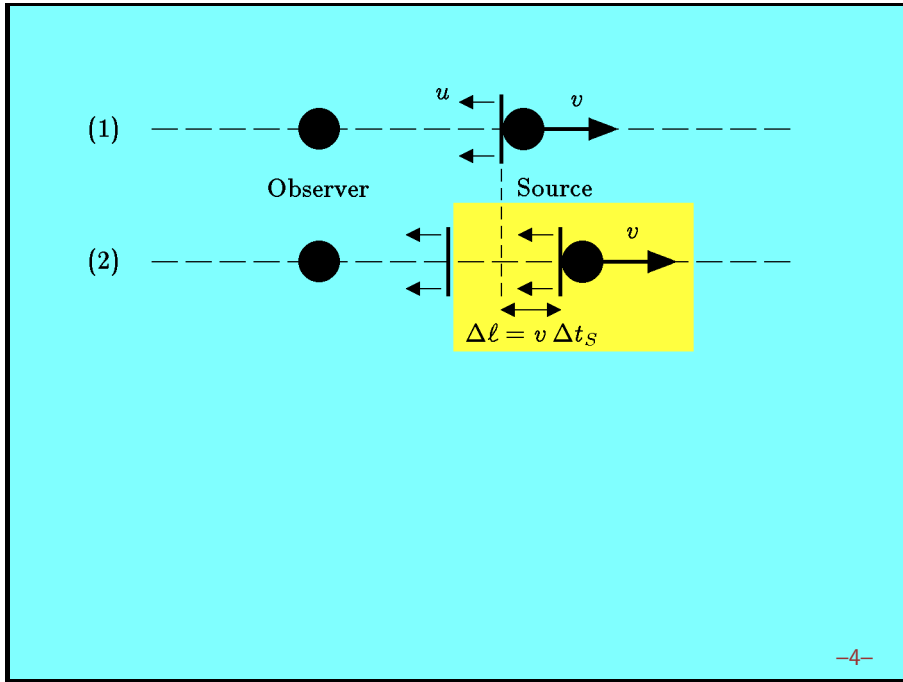 u
v
(1)
Observer Source
v
(2)
Δℓ = v Δt_S
–4–